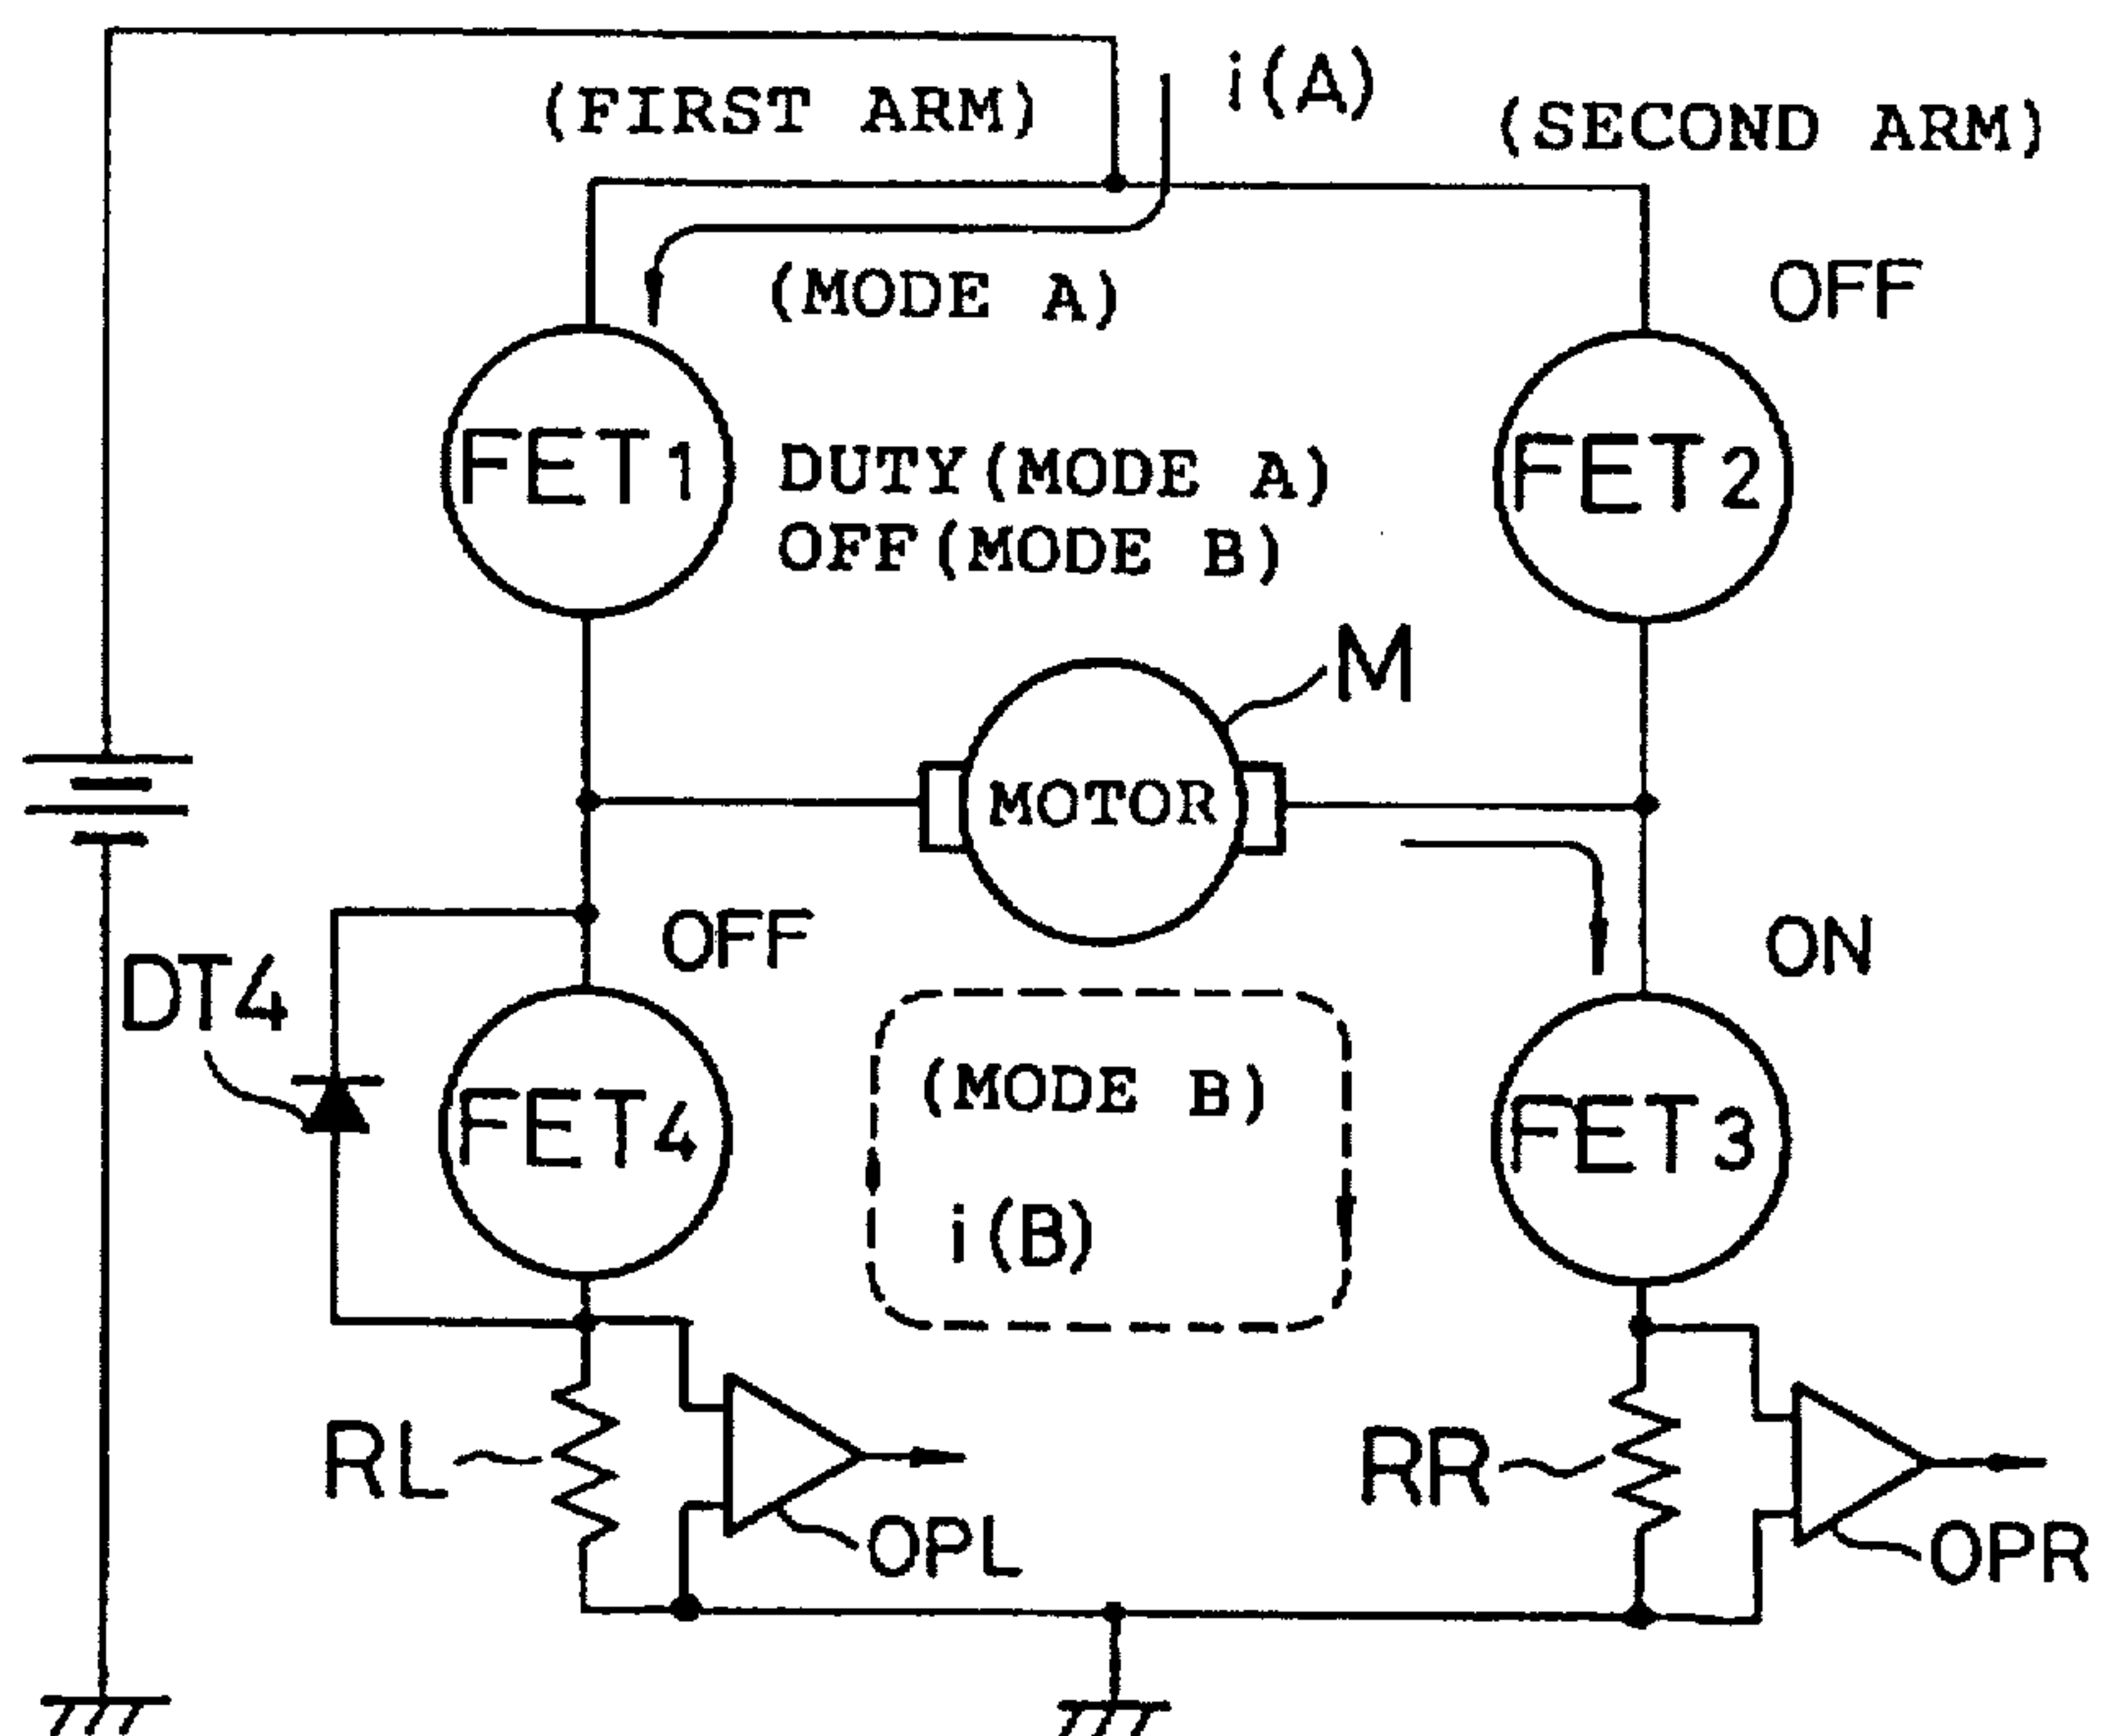 i(A)
(FIRST ARM)
(SECOND ARM)
(MODE A)
OFF
FET1
DUTY(MODE A)
OFF(MODE B)
FET2
M
MOTOR
OFF
ON
DT4
(MODE B)
FET4
FET3
i(B)
RL
RR
OPL
OPR